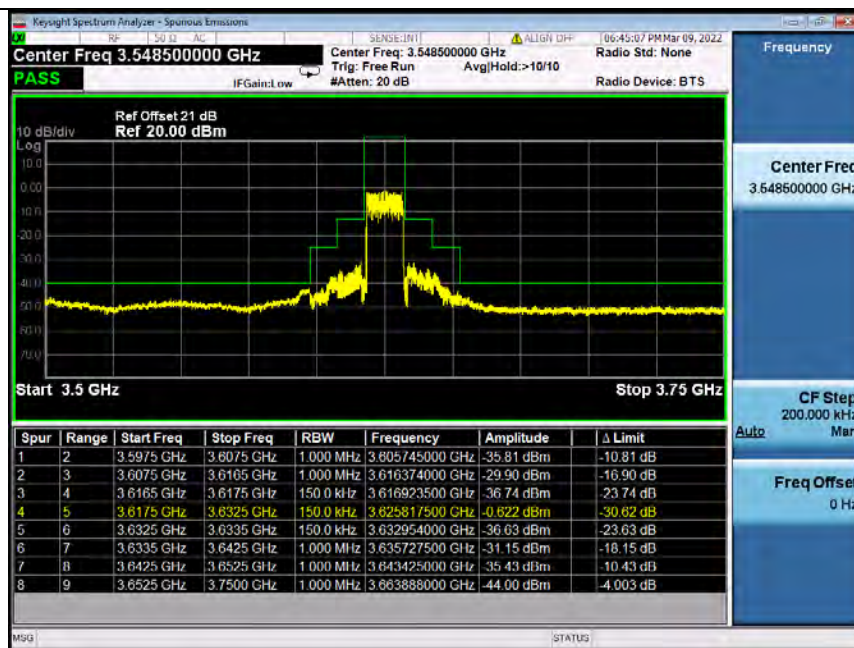 Keysight Spectrum Analyzer - Spurious Emissions
RF 50 Ω AC SENSE:INT ALIGN OFF 06:45:07 PM Mar 09, 2022
Center Freq 3.548500000 GHz
Center Freq: 3.548500000 GHz
Radio Std: None
Trig: Free Run Avg|Hold:>10/10
PASS
IFGain:Low
#Atten: 20 dB
Radio Device: BTS
Ref Offset 21 dB
10 dB/div Ref 20.00 dBm
Log
10.0
0.00
-10.0
-20.0
-30.0
-40.0
-50.0
-60.0
-70.0
Start 3.5 GHz Stop 3.75 GHz
Spur Range Start Freq Stop Freq RBW Frequency Amplitude Δ Limit
1 2 3.5975 GHz 3.6075 GHz 1.000 MHz 3.605745000 GHz -35.81 dBm -10.81 dB
2 3 3.6075 GHz 3.6165 GHz 1.000 MHz 3.616374000 GHz -29.90 dBm -16.90 dB
3 4 3.6165 GHz 3.6175 GHz 150.0 kHz 3.616923500 GHz -36.74 dBm -23.74 dB
4 5 3.6175 GHz 3.6325 GHz 150.0 kHz 3.625817500 GHz -0.622 dBm -30.62 dB
5 6 3.6325 GHz 3.6335 GHz 150.0 kHz 3.632954000 GHz -36.63 dBm -23.63 dB
6 7 3.6335 GHz 3.6425 GHz 1.000 MHz 3.635727500 GHz -31.15 dBm -18.15 dB
7 8 3.6425 GHz 3.6525 GHz 1.000 MHz 3.643425000 GHz -35.43 dBm -10.43 dB
8 9 3.6525 GHz 3.7500 GHz 1.000 MHz 3.663888000 GHz -44.00 dBm -4.003 dB
MSG STATUS
Frequency
Center Freq
3.548500000 GHz
CF Step
200.000 kHz
Auto Man
Freq Offset
0 Hz